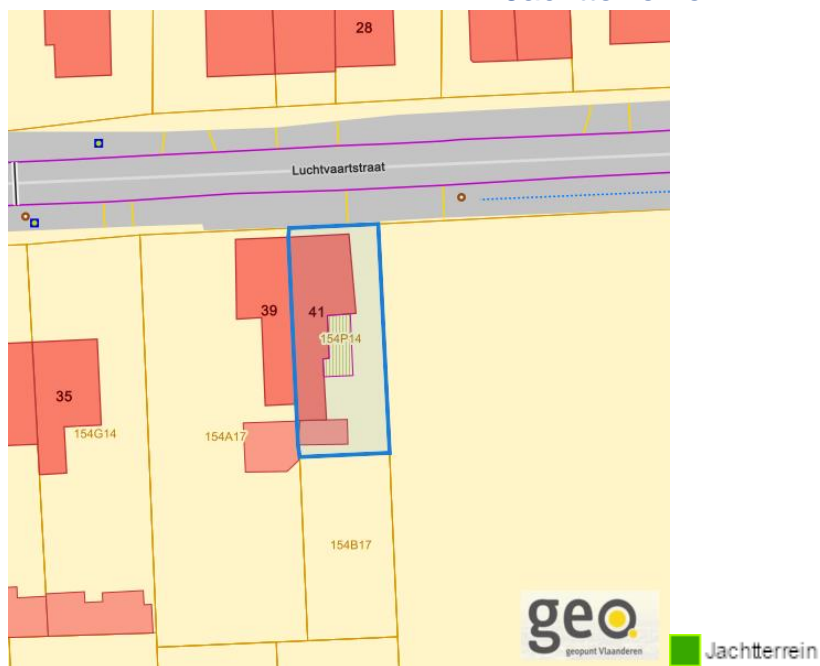 28
Luchtvaartstraat
39
41
154P14
35
154G14
154A17
154B17
geo
geopunt Vlaanderen
Jachtterrein